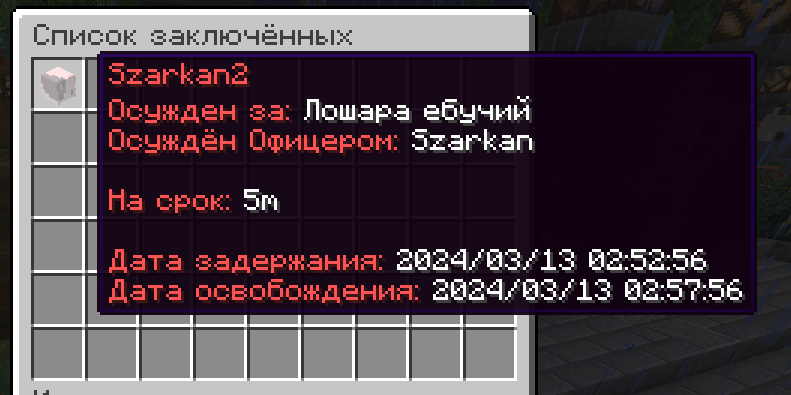 Список заключённых
Szarkan2
Осужден за: Лошара ебучий
Осуждён Офицером: Szarkan
На срок: 5m
Дата задержания: 2024/03/13 02:52:56
Дата освобождения: 2024/03/13 02:57:56